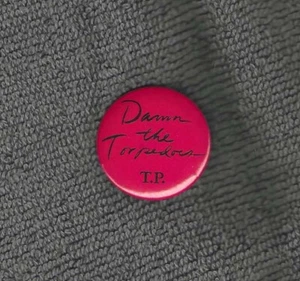 Damn
the
Torpedoes
T.P.